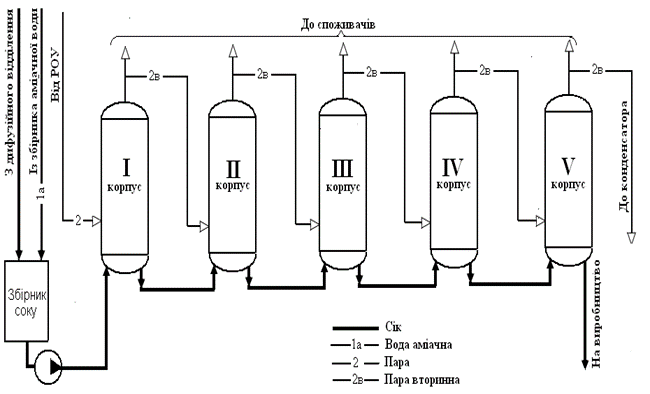 До споживачів
З дифузійного відділення
Із збірника аміачної води
Від РОУ
1а
2
2в
2в
2в
2в
2в
I
корпус
II
корпус
III
корпус
IV
корпус
V
корпус
До конденсатора
Збірник
соку
На виробництво
Сік
1а Вода аміачна
2 Пара
2в Пара вторинна